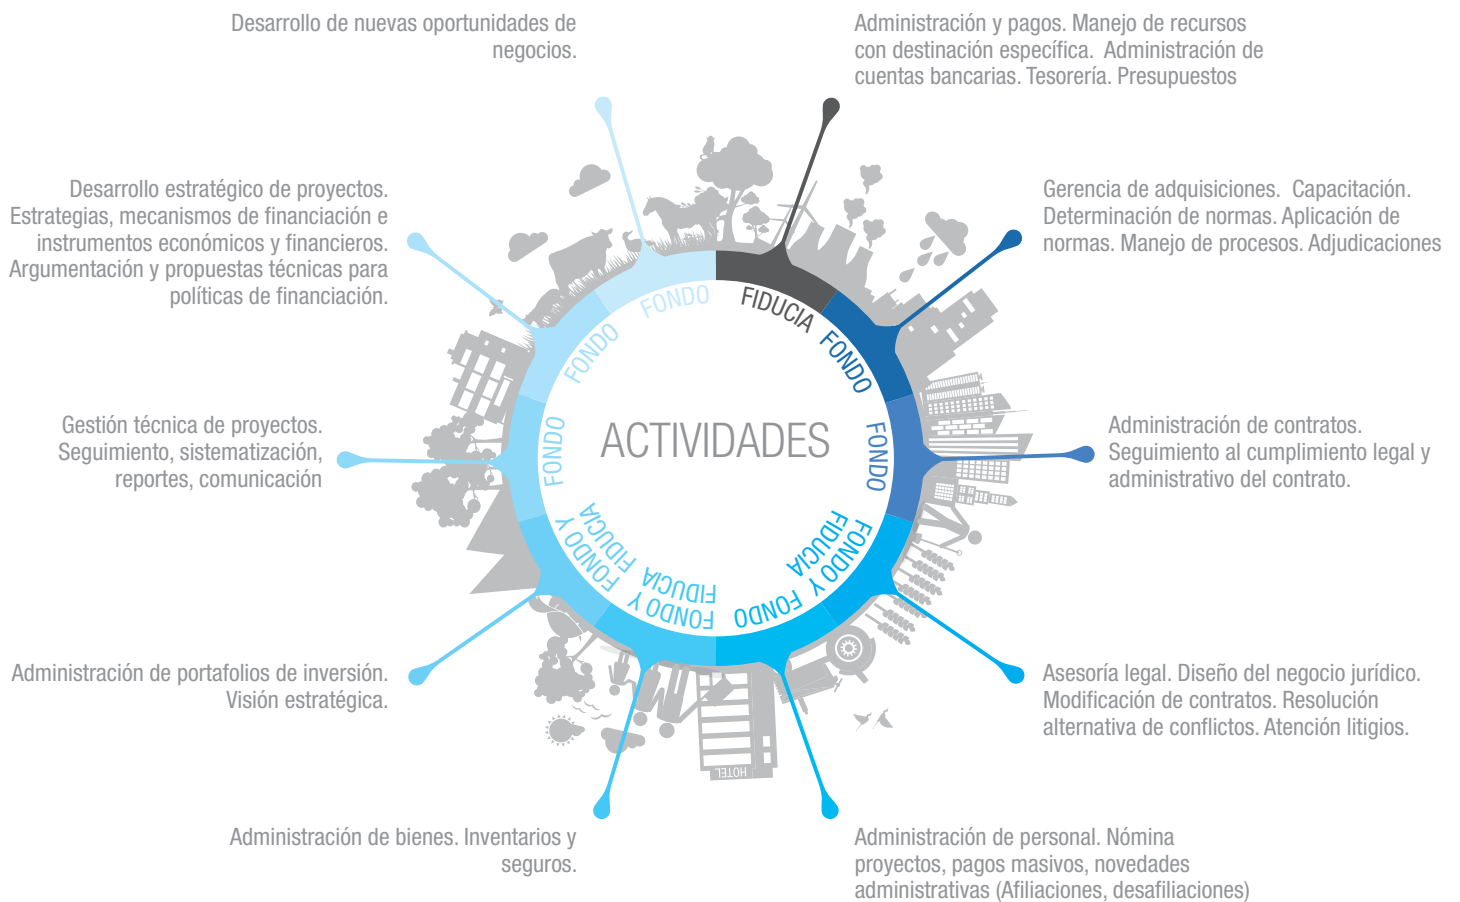 Desarrollo de nuevas oportunidades de
negocios.
Administración y pagos. Manejo de recursos
con destinación específica. Administración de
cuentas bancarias. Tesorería. Presupuestos
Desarrollo estratégico de proyectos.
Estrategias, mecanismos de financiación e
instrumentos económicos y financieros.
Argumentación y propuestas técnicas para
políticas de financiación.
Gerencia de adquisiciones. Capacitación.
Determinación de normas. Aplicación de
normas. Manejo de procesos. Adjudicaciones
Gestión técnica de proyectos.
Seguimiento, sistematización,
reportes, comunicación
Administración de contratos.
Seguimiento al cumplimiento legal y
administrativo del contrato.
Administración de portafolios de inversión.
Visión estratégica.
Asesoría legal. Diseño del negocio jurídico.
Modificación de contratos. Resolución
alternativa de conflictos. Atención litigios.
Administración de bienes. Inventarios y
seguros.
Administración de personal. Nómina
proyectos, pagos masivos, novedades
administrativas (Afiliaciones, desafiliaciones)
ACTIVIDADES
FIDUCIA
FONDO
FONDO
FONDO Y
FIDUCIA
FONDO
FONDO Y
FIDUCIA
FONDO Y
FIDUCIA
FONDO
FONDO
FONDO
HOTEL